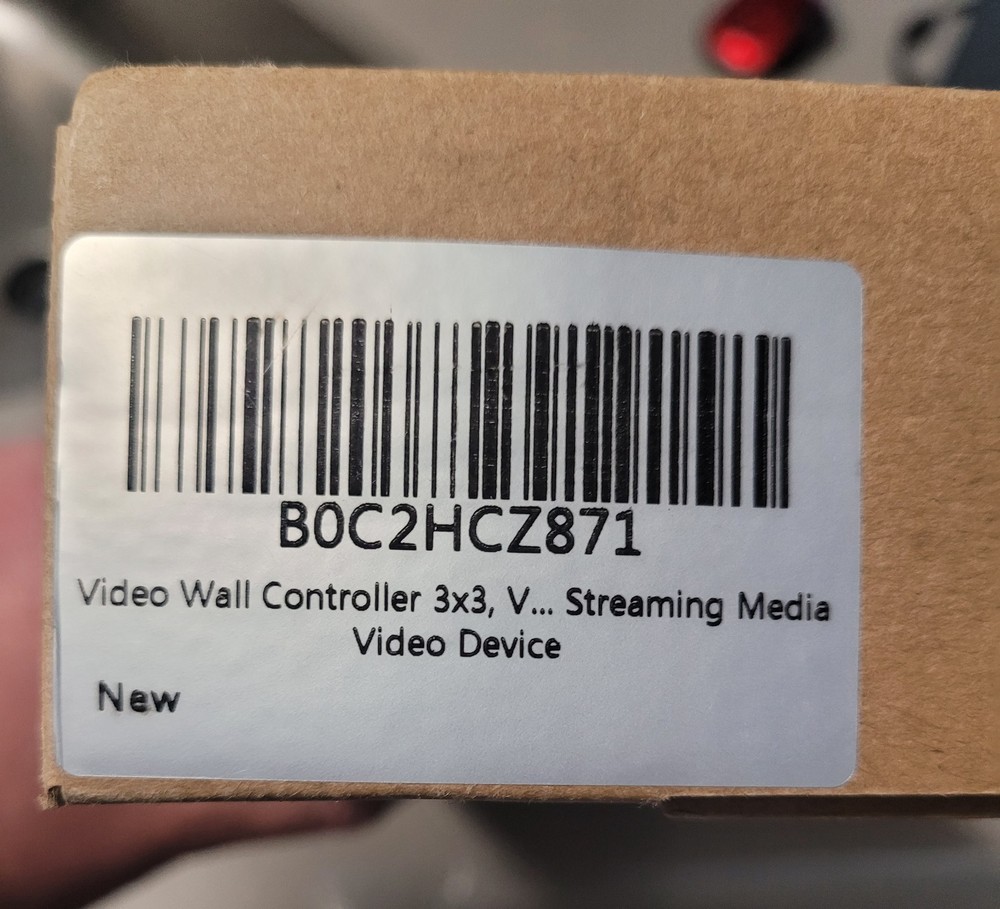 B0C2HCZ871
Video Wall Controller 3x3, V... Streaming Media
Video Device
New